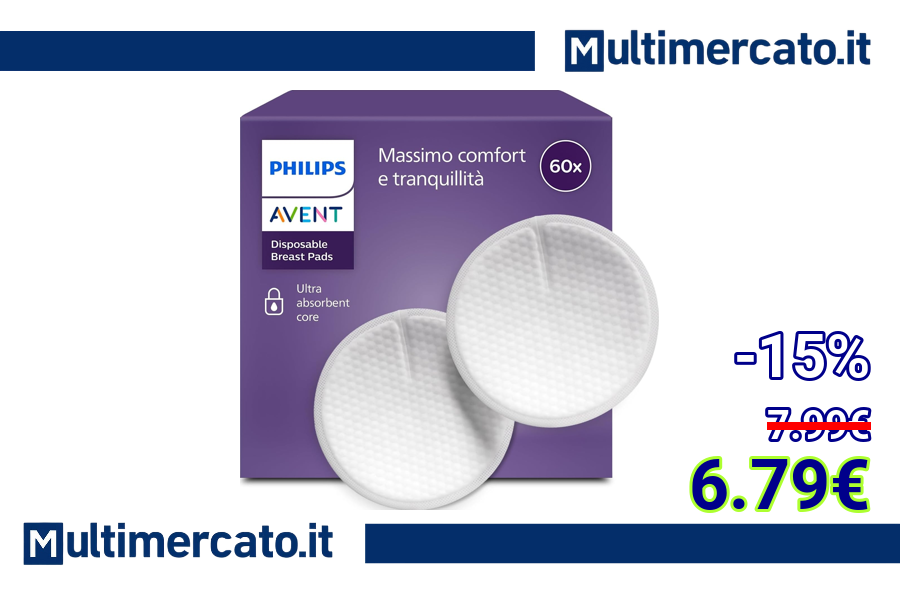 Multimercato.it
PHILIPS
AVENT
Disposable
Breast Pads
Massimo comfort
e tranquillità
60x
Ultra
absorbent
core
-15%
7.99€
6.79€
Multimercato.it